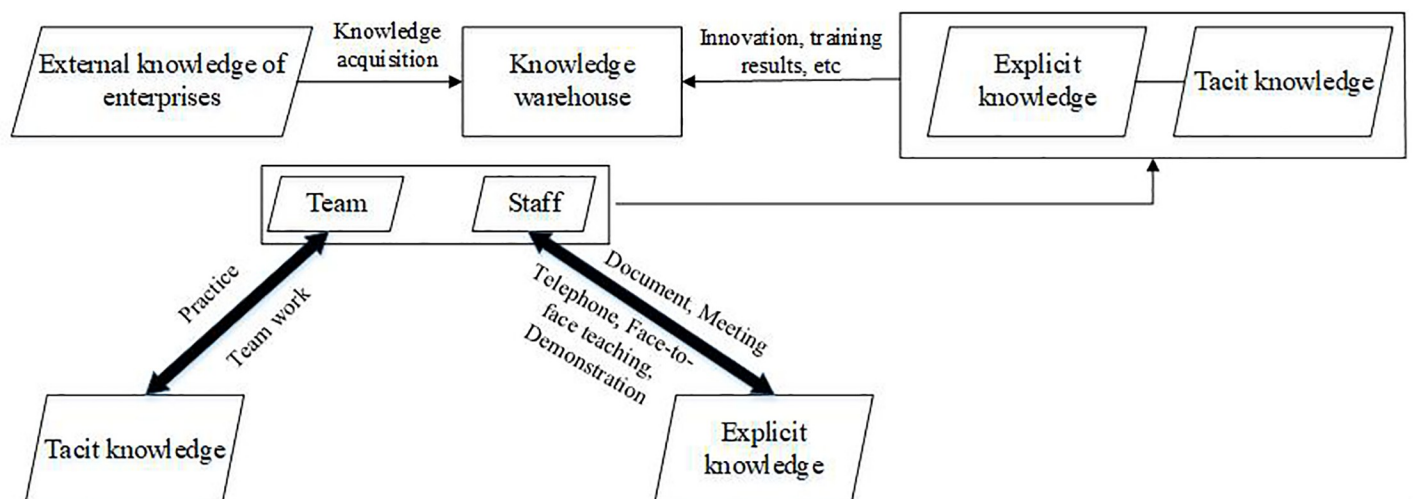 External knowledge of
enterprises
Knowledge
acquisition
Knowledge
warehouse
Innovation, training
results, etc
Explicit
knowledge
Tacit knowledge
Team
Staff
Practice
Team work
Document, Meeting
Telephone, Face-to-
face teaching,
Demonstration
Tacit knowledge
Explicit
knowledge